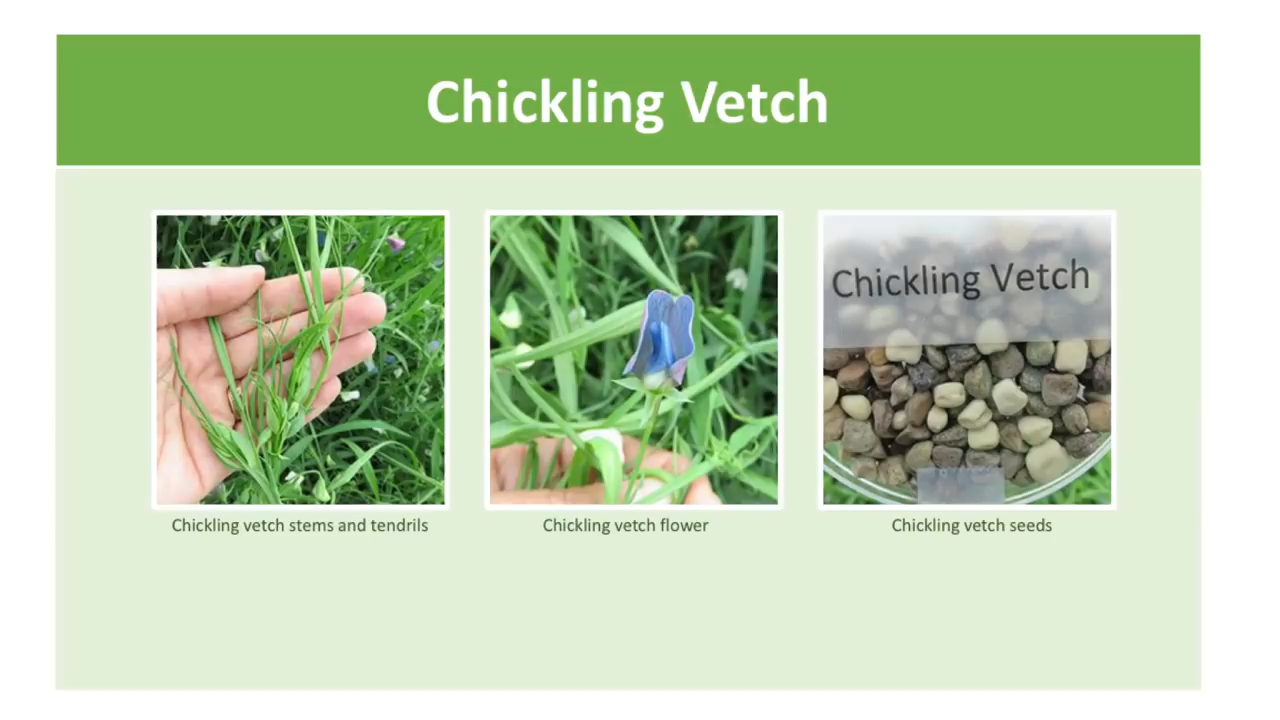 Chickling Vetch
Chickling Vetch
Chickling vetch stems and tendrils
Chickling vetch flower
Chickling vetch seeds